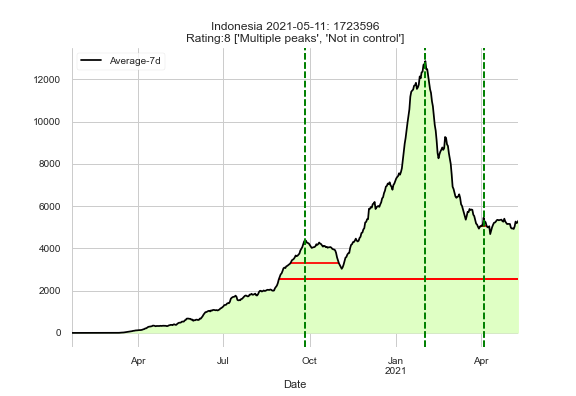 Indonesia 2021-05-11: 1723596
Rating:8 ['Multiple peaks', 'Not in control']
Average-7d
12000
10000
8000
6000
4000
2000
0
Apr Jul Oct Jan Apr
2021
Date